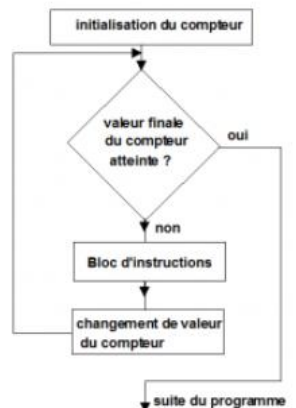 initialisation du compteur
valeur finale
du compteur
atteinte ?
oui
non
Bloc d'instructions
changement de valeur
du compteur
suite du programme